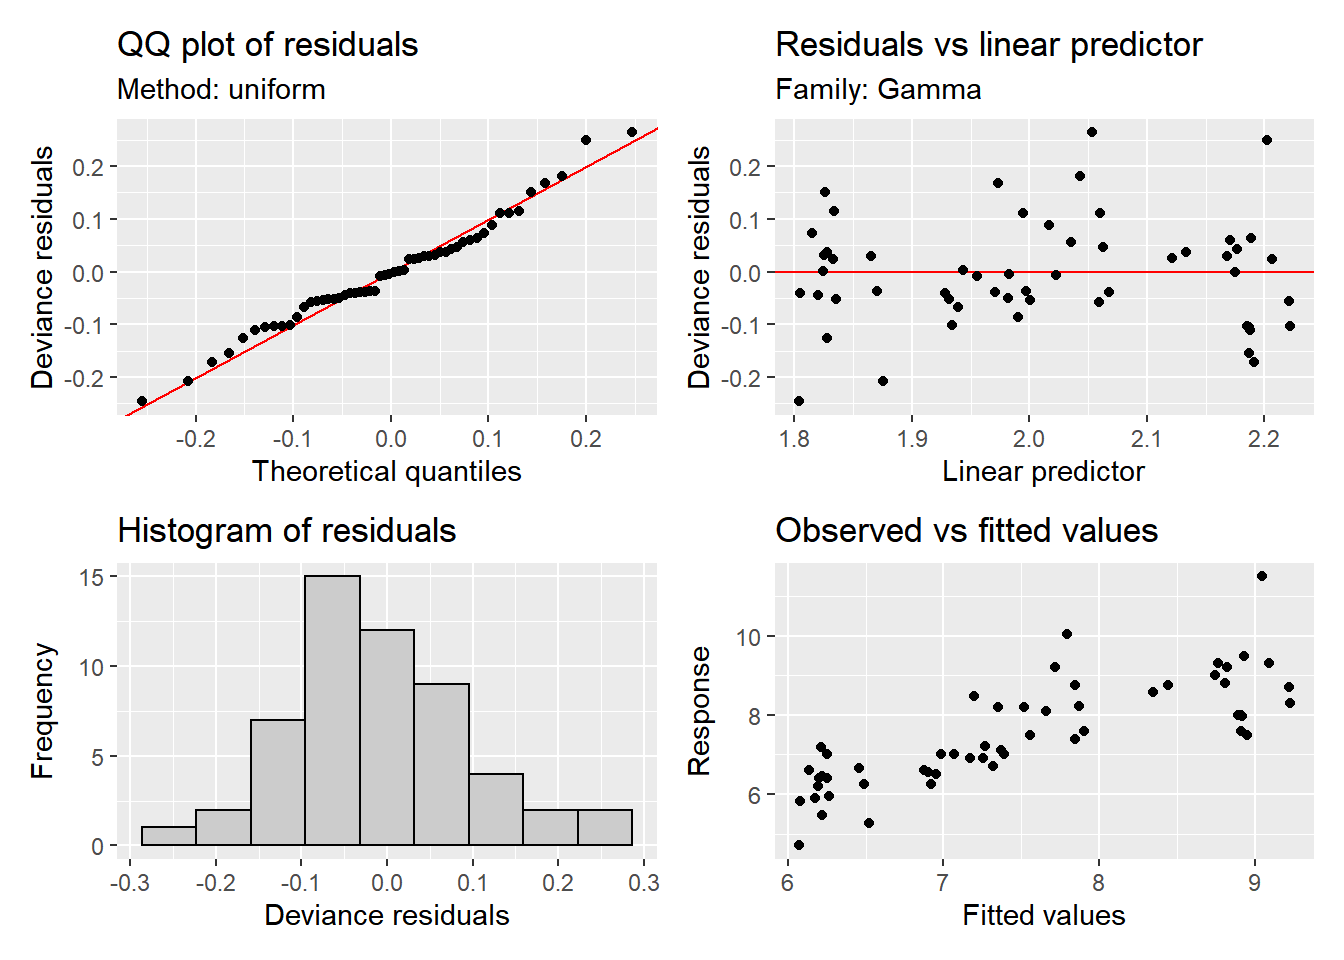 QQ plot of residuals
Method: uniform
Deviance residuals
0.2
0.1
0.0
-0.1
-0.2
-0.2 -0.1 0.0 0.1 0.2
Theoretical quantiles
Residuals vs linear predictor
Family: Gamma
Deviance residuals
0.2
0.1
0.0
-0.1
-0.2
1.8 1.9 2.0 2.1 2.2
Linear predictor
Histogram of residuals
Frequency
15
10
5
0
-0.3 -0.2 -0.1 0.0 0.1 0.2 0.3
Deviance residuals
Observed vs fitted values
Response
10
8
6
6 7 8 9
Fitted values